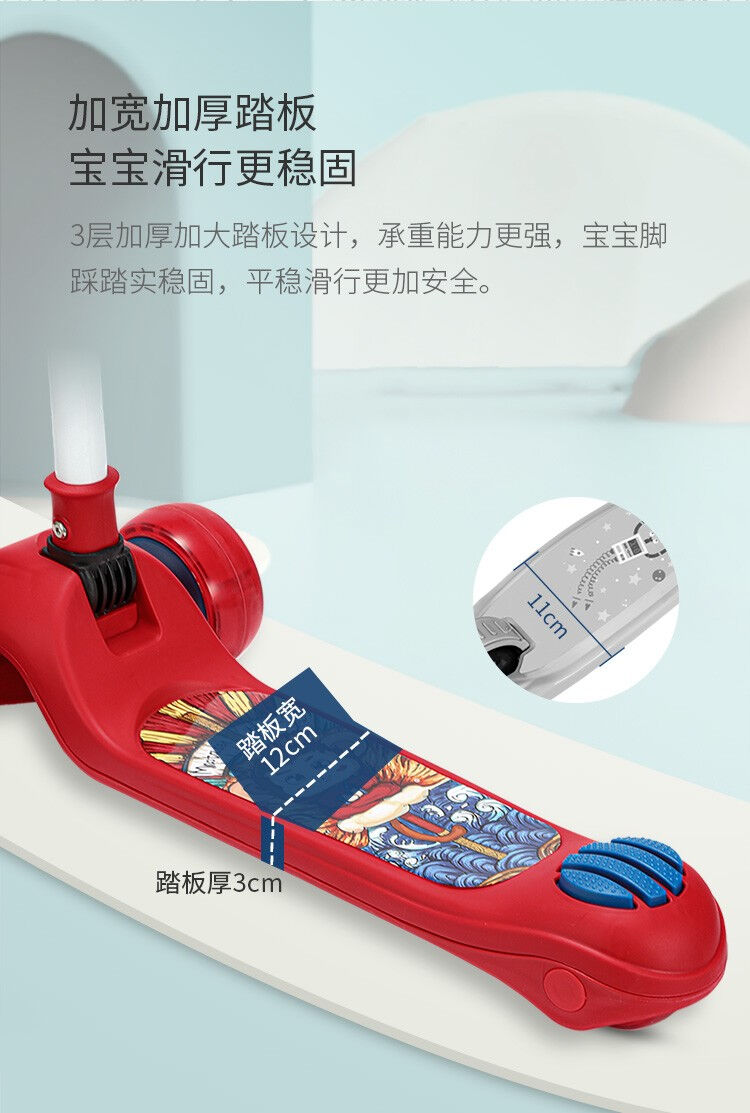 加宽加厚踏板
宝宝滑行更稳固
3层加厚加大踏板设计，承重能力更强，宝宝脚
踩踏实稳固，平稳滑行更加安全。
11cm
踏板宽
12cm
踏板厚3cm